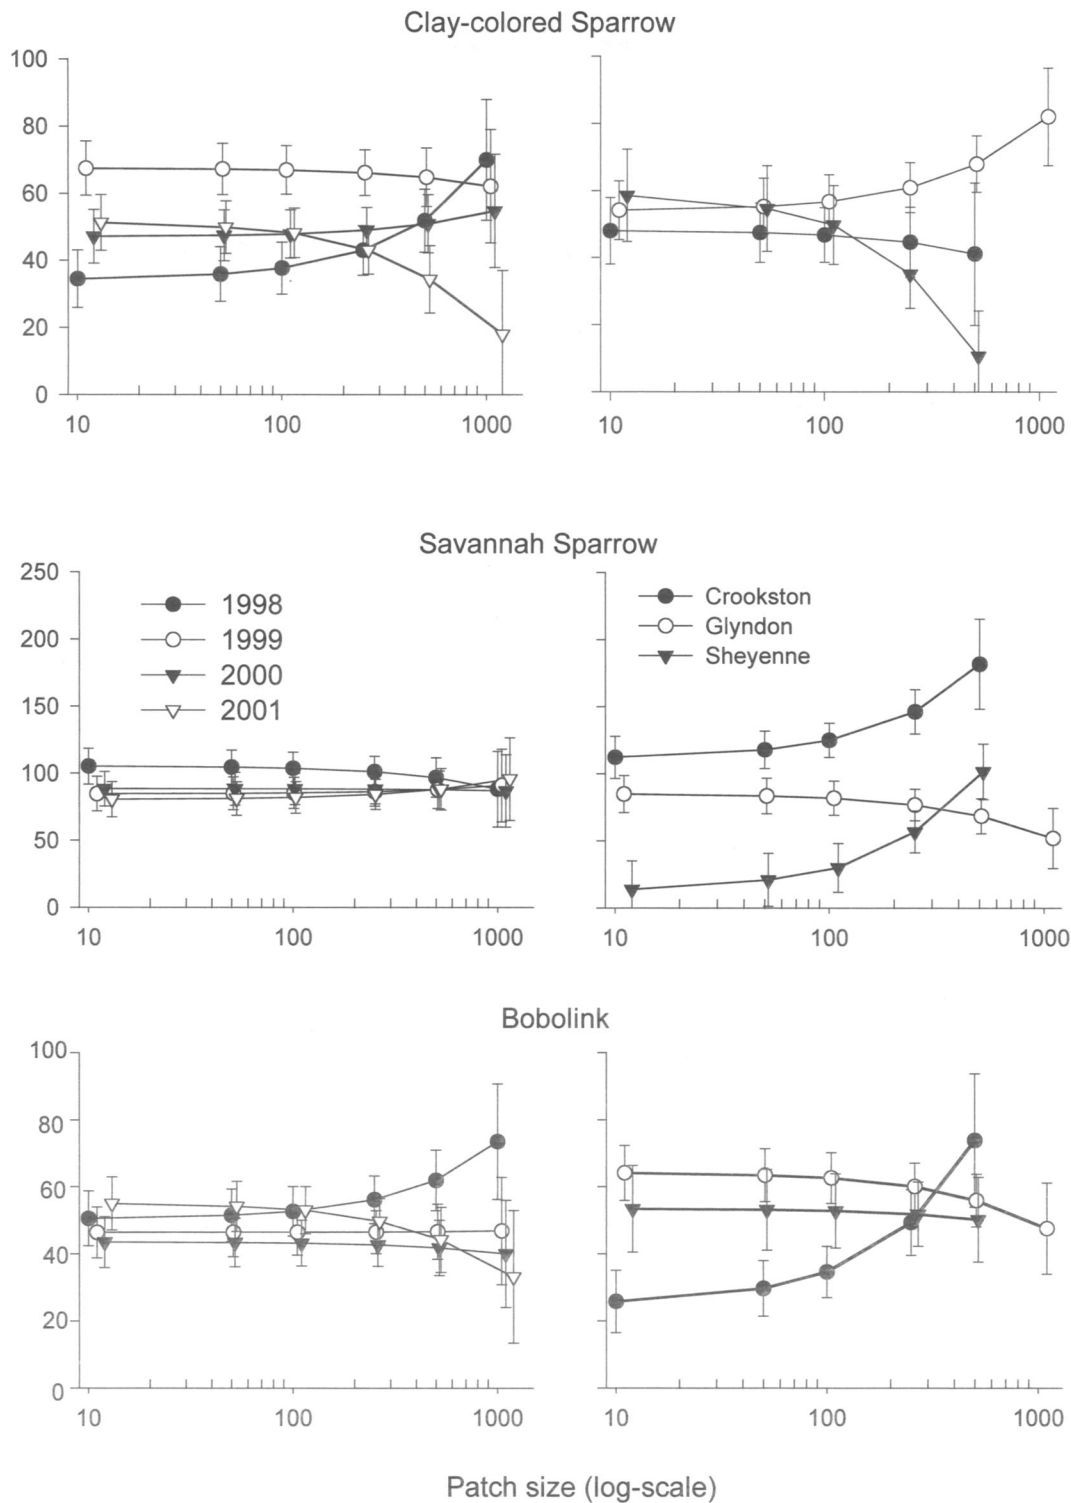 Clay-colored Sparrow
100
80
60
40
20
0
10 100 1000
10 100 1000
Savannah Sparrow
250
200
150
100
50
0
1998
1999
2000
2001
Crookston
Glyndon
Sheyenne
10 100 1000
10 100 1000
Bobolink
100
80
60
40
20
0
10 100 1000
10 100 1000
Patch size (log-scale)